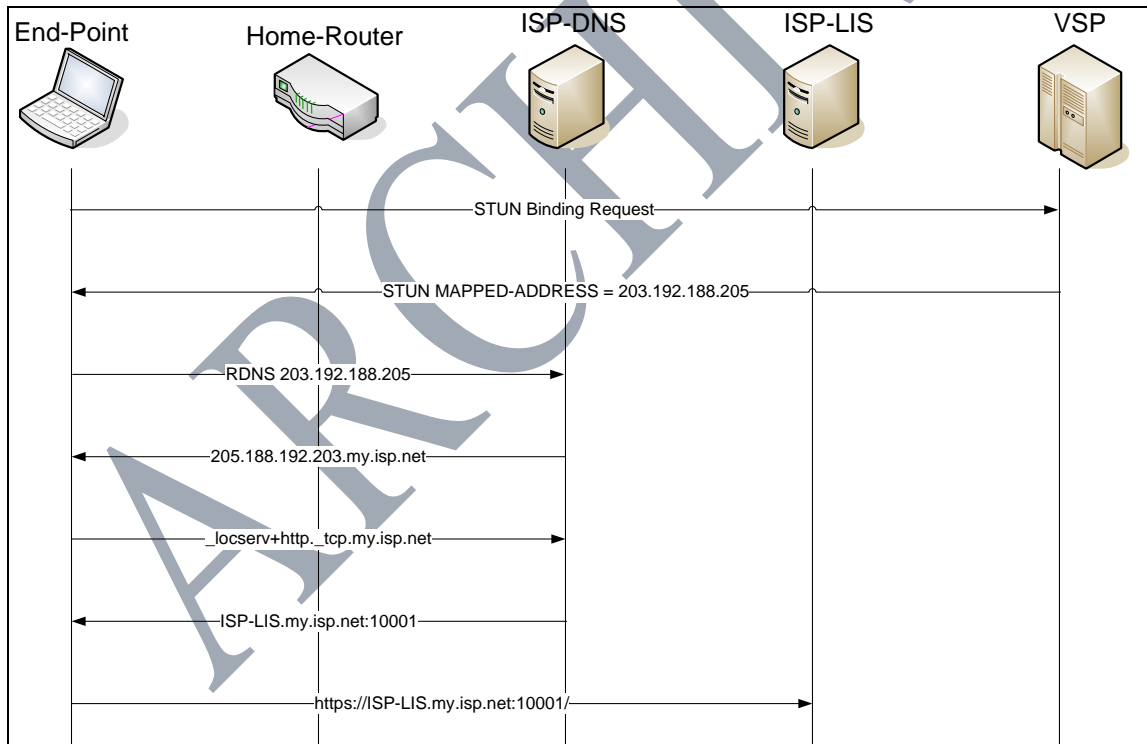 End-Point
Home-Router
ISP-DNS
ISP-LIS
VSP
STUN Binding Request
STUN MAPPED-ADDRESS = 203.192.188.205
RDNS 203.192.188.205
205.188.192.203.my.isp.net
_locserv+http._tcp.my.isp.net
ISP-LIS.my.isp.net:10001
https://ISP-LIS.my.isp.net:10001/
ARCHI